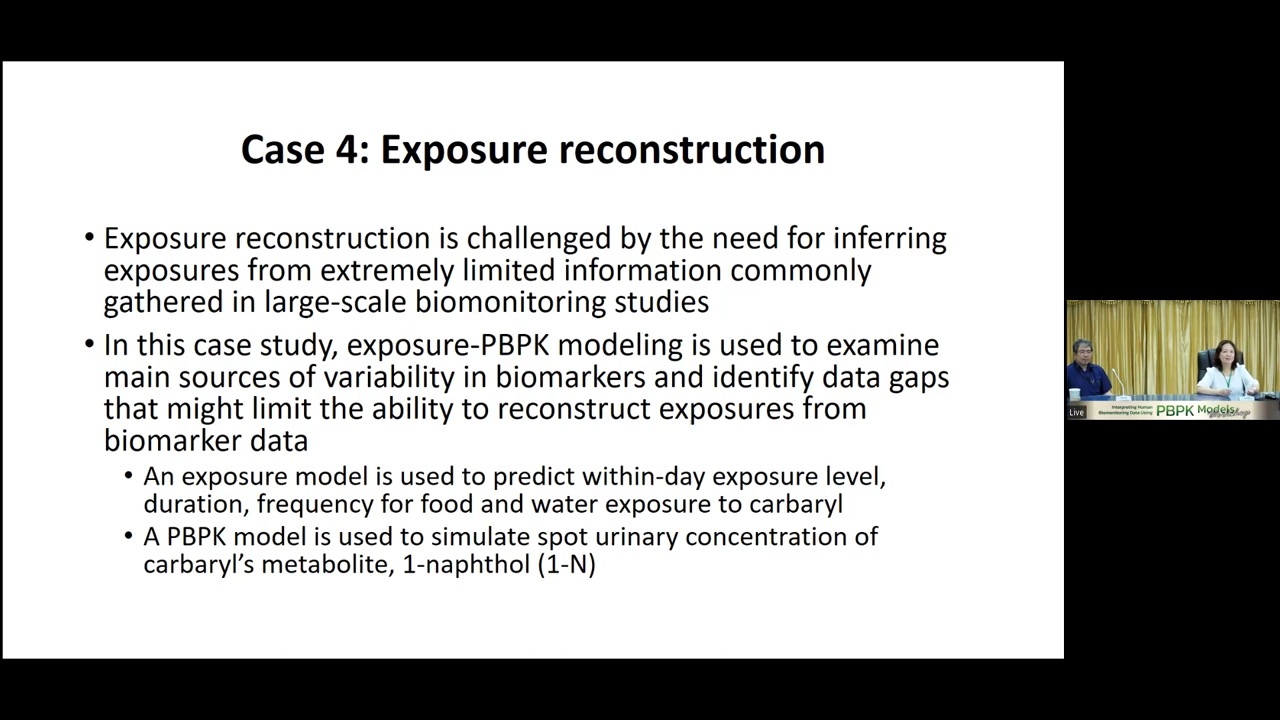 Case 4: Exposure reconstruction
• Exposure reconstruction is challenged by the need for inferring
exposures from extremely limited information commonly
gathered in large-scale biomonitoring studies
• In this case study, exposure-PBPK modeling is used to examine
main sources of variability in biomarkers and identify data gaps
that might limit the ability to reconstruct exposures from
biomarker data
• An exposure model is used to predict within-day exposure level,
duration, frequency for food and water exposure to carbaryl
• A PBPK model is used to simulate spot urinary concentration of
carbaryl’s metabolite, 1-naphthol (1-N)
Live
Interpreting Human
Biomonitoring Data Using
PBPK Models